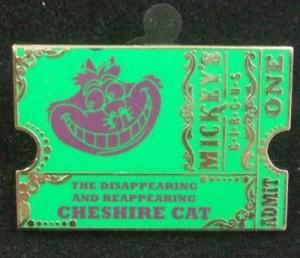 THE DISAPPEARING
AND REAPPEARING
CHESHIRE CAT
MICKEY'S
CIRCUS
ADMIT ONE